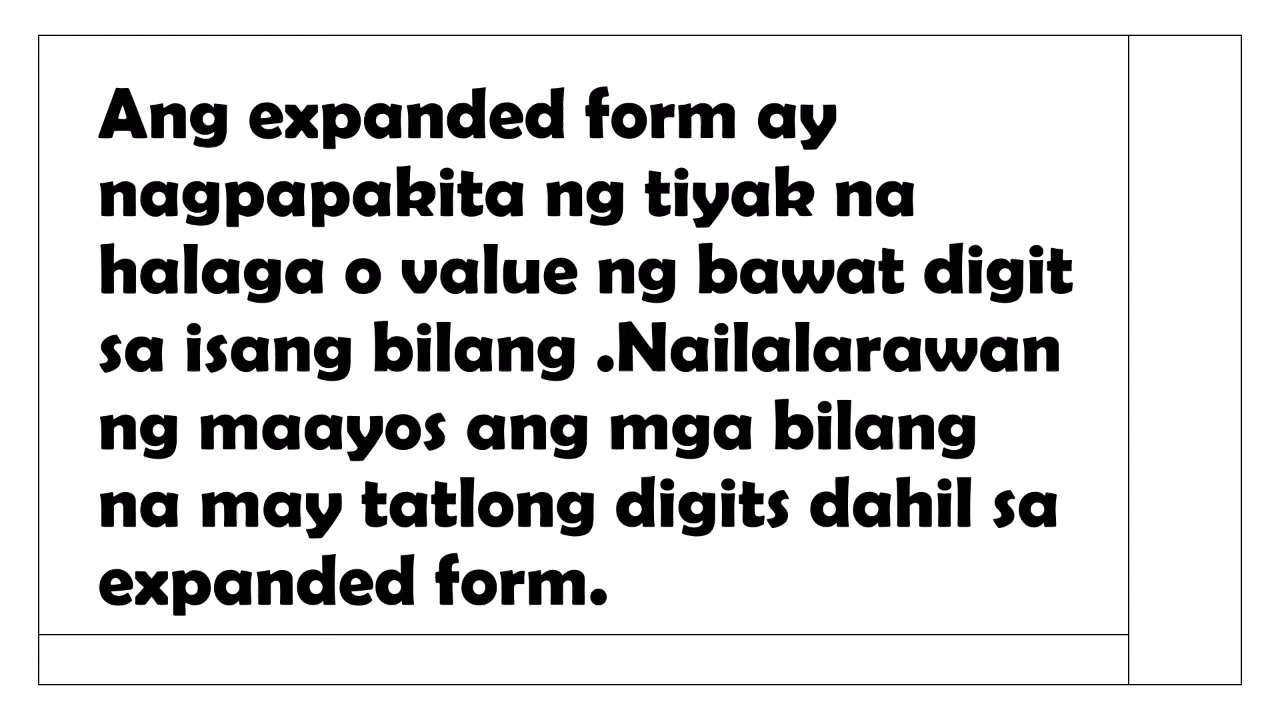 Ang expanded form ay
nagpapakita ng tiyak na
halaga o value ng bawat digit
sa isang bilang .Nailalarawan
ng maayos ang mga bilang
na may tatlong digits dahil sa
expanded form.